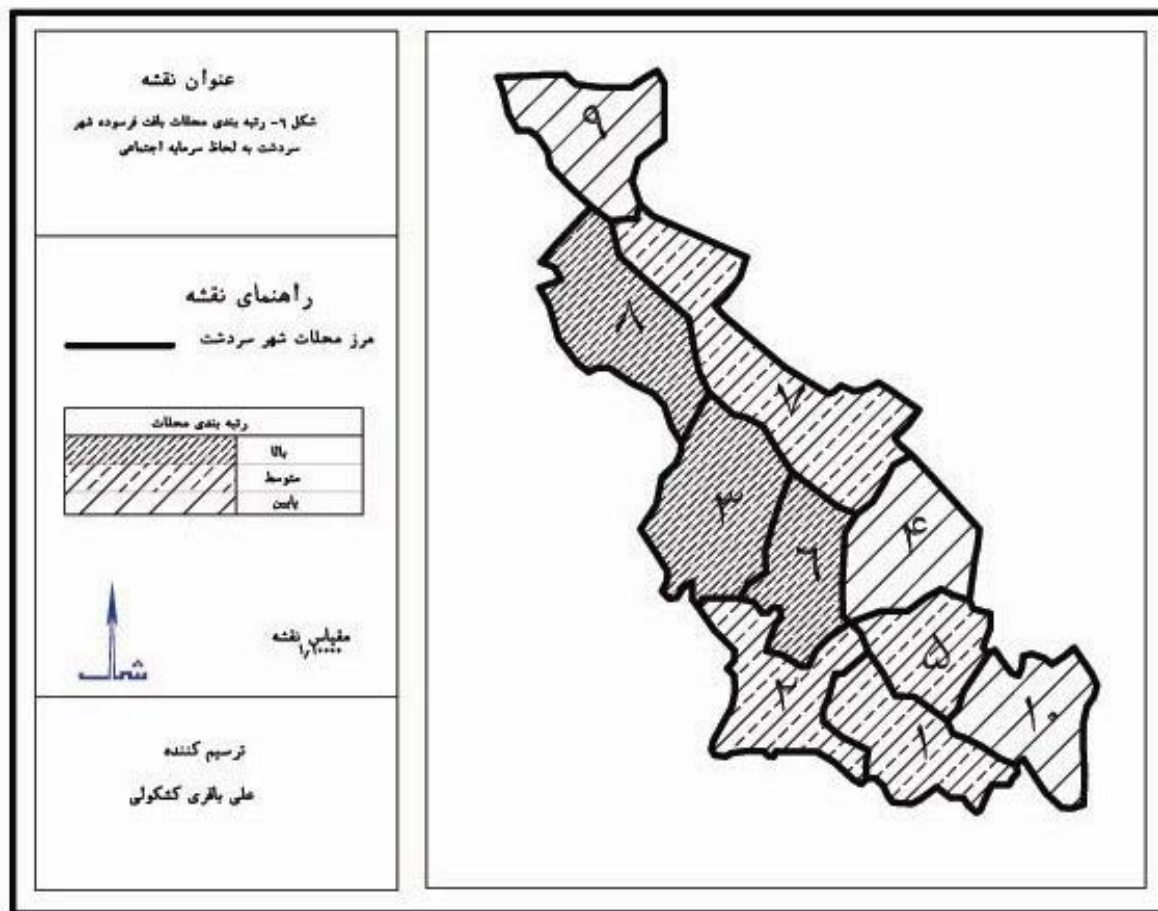 عنوان نقشه
شکل ۹- رتبه بندی محلات بافت فرسوده شهر
سردشت به لحاظ سرمایه اجتماعی
راهنمای نقشه
مرز محلات شهر سردشت
رتبه بندی محلات
بالا
متوسط
پایین
شمال
مقیاس نقشه
ترسیم کننده
علی باقری کشکولی
۹
۸
۷
۳
۶
۴
۵
۲
۱
۱۰